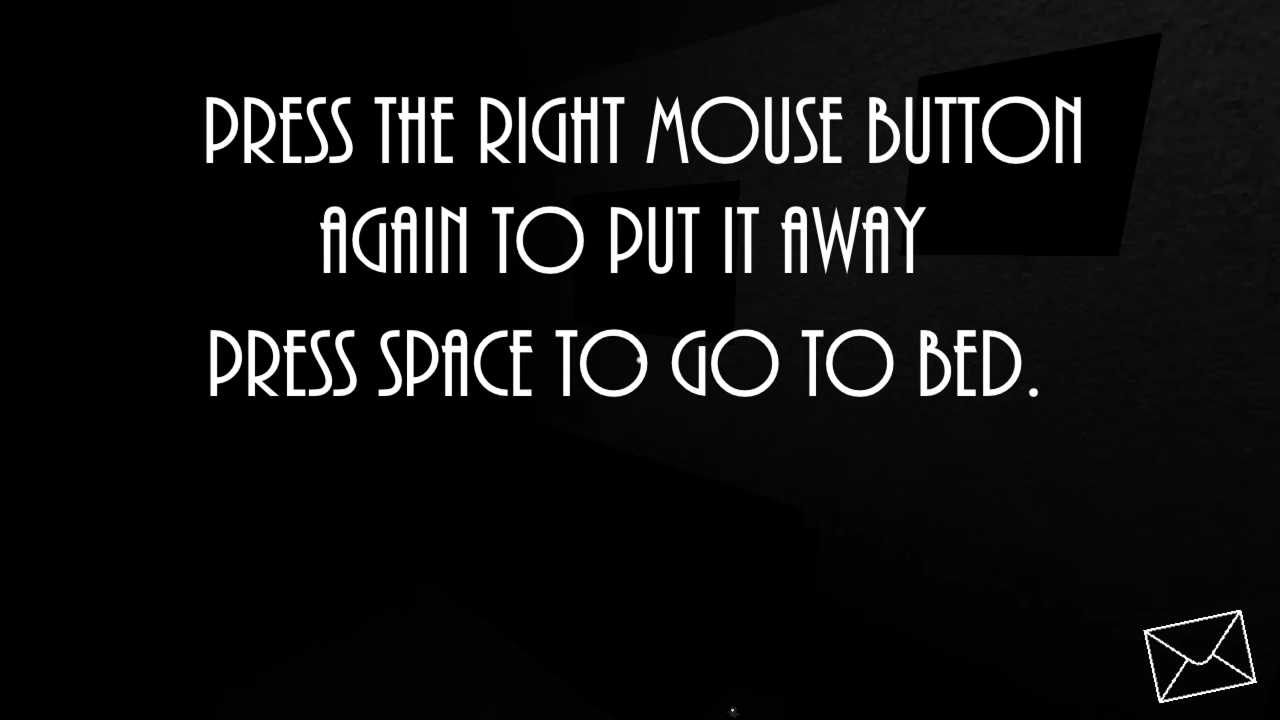 PRESS THE RIGHT MOUSE BUTTON
AGAIN TO PUT IT AWAY
PRESS SPACE TO GO TO BED.